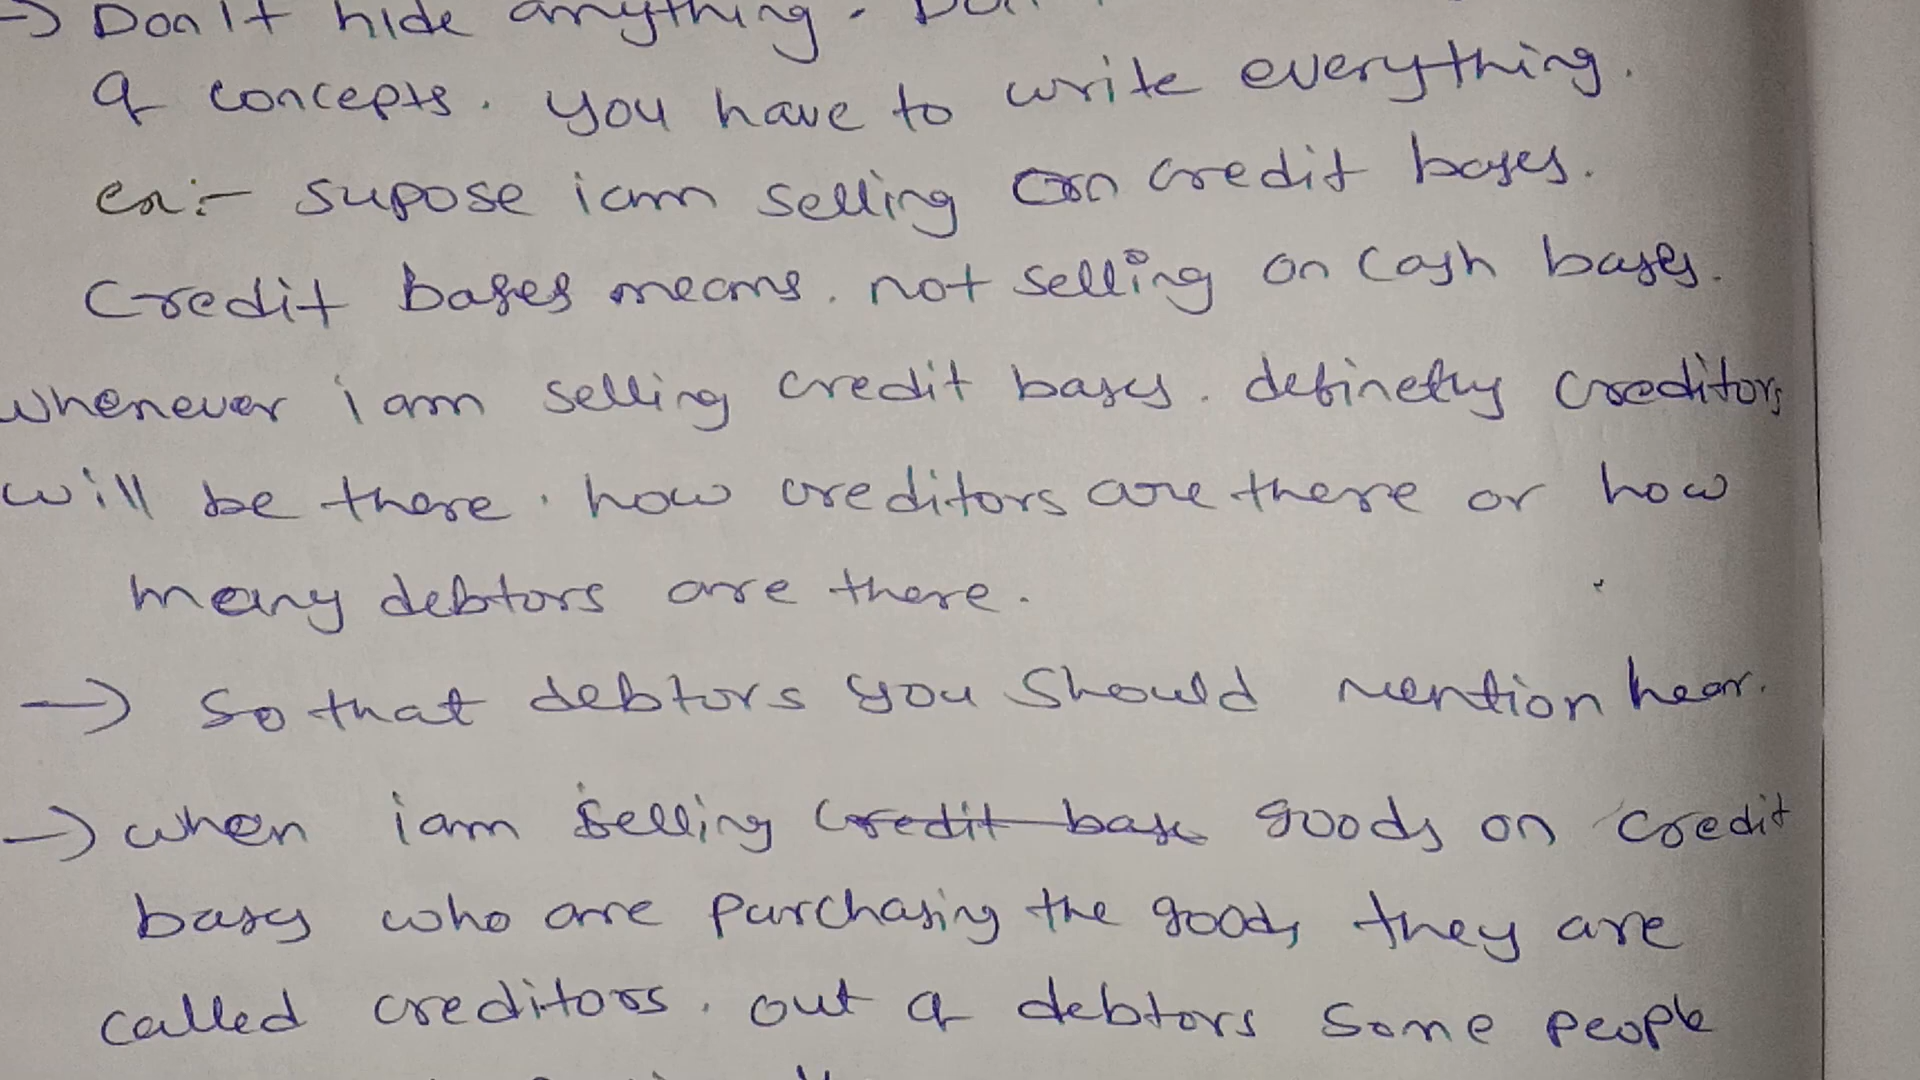 → Don't hide anything.
of concepts. you have to write everything.
ex:- supose iam selling on credit bases.
Credit bases means. not selling on Cash bases.
whenever i am selling credit bases. definetly creditors
will be there. how creditors are there or how
many debtors are there.
→ So that debtors you should mention hear.
→ when iam selling credit base goods on credit
bases who are purchasing the goods they are
called creditors. out of debtors some people